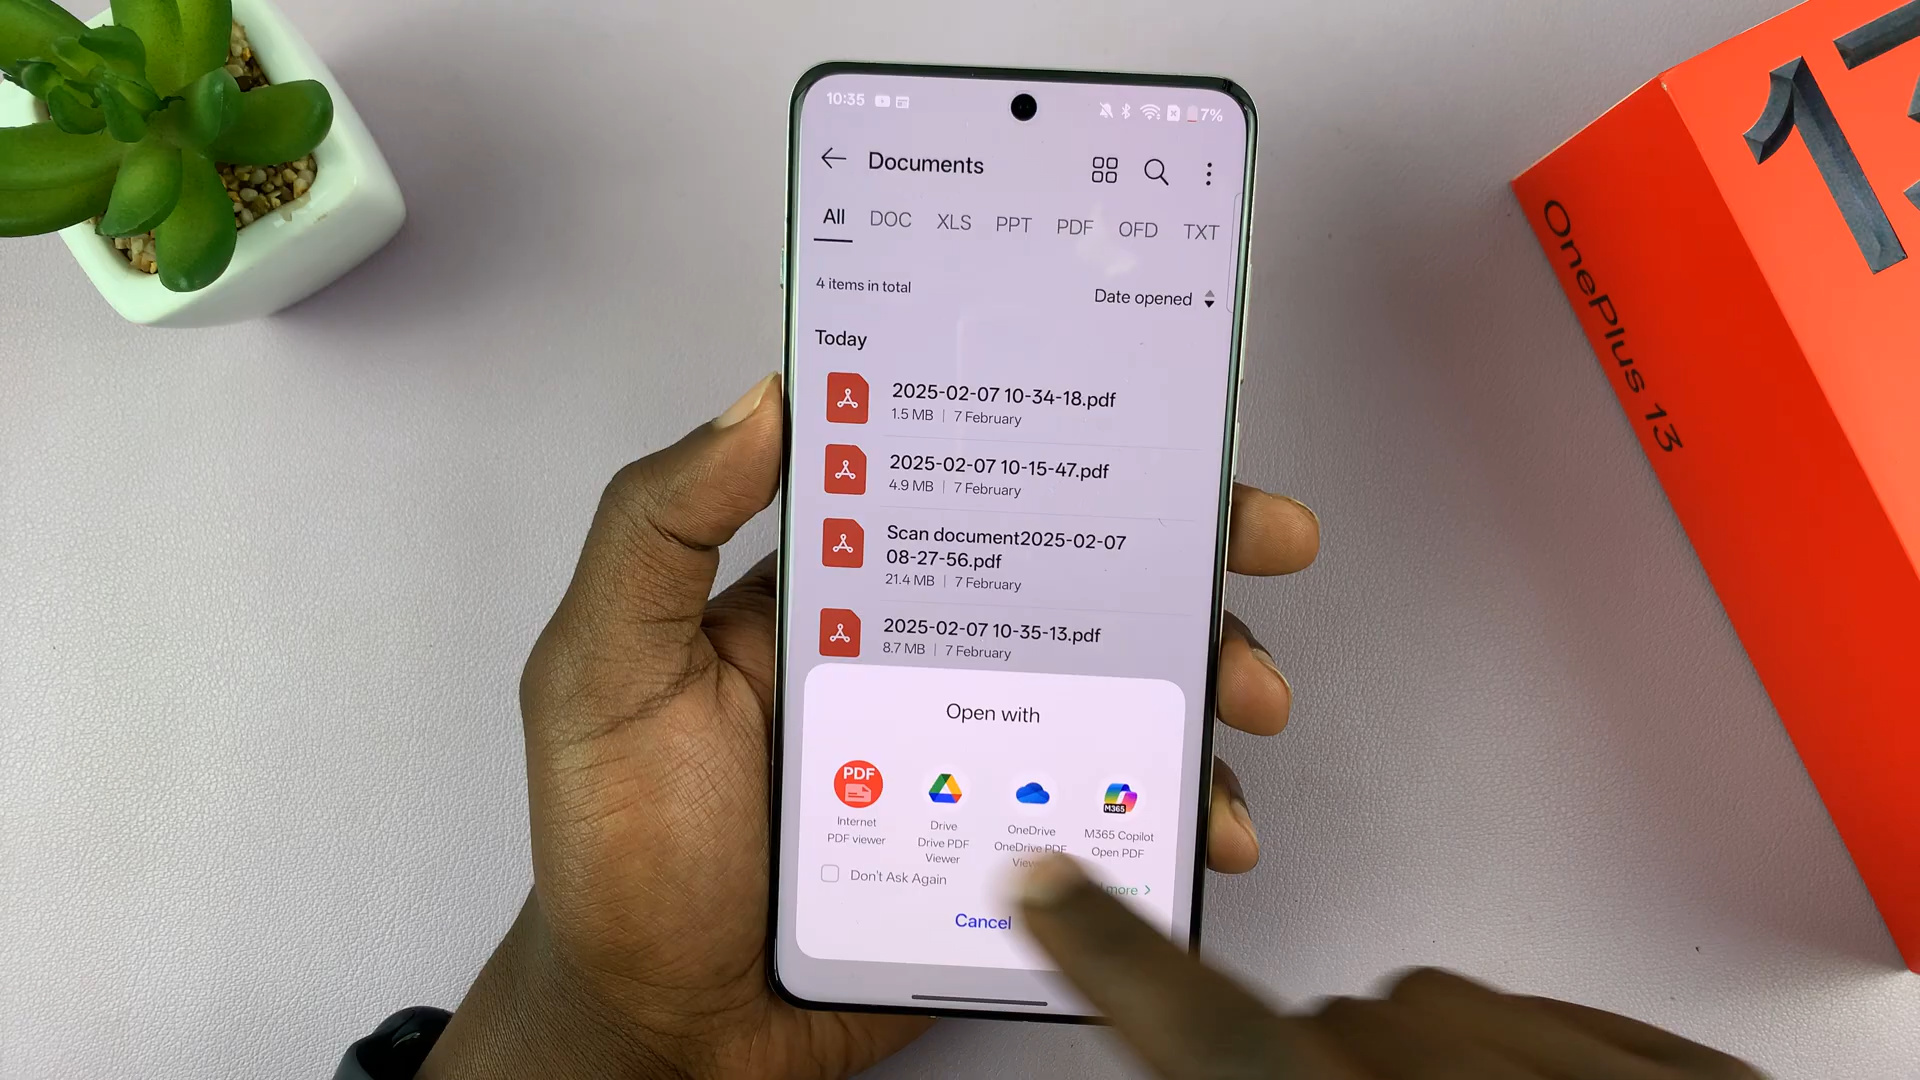 10:35
7%
Documents
All DOC XLS PPT PDF OFD TXT
4 items in total
Date opened
Today
2025-02-07 10-34-18.pdf
1.5 MB | 7 February
2025-02-07 10-15-47.pdf
4.9 MB | 7 February
Scan document2025-02-07
08-27-56.pdf
21.4 MB | 7 February
2025-02-07 10-35-13.pdf
8.7 MB | 7 February
Open with
PDF
M365
Internet
PDF viewer
Drive
Drive PDF
Viewer
OneDrive
OneDrive PDF
M365 Copilot
Open PDF
Don't Ask Again
more >
Cancel
13
OnePlus 13